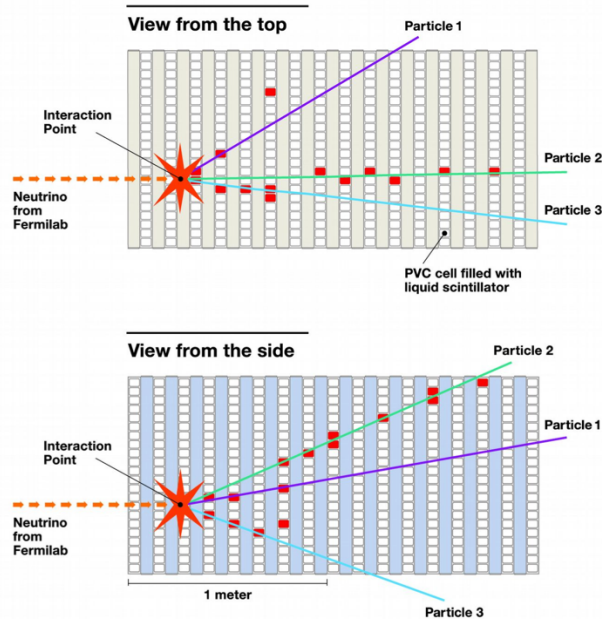 View from the top
Particle 1
Interaction
Point
Particle 2
Neutrino
from
Fermilab
Particle 3
PVC cell filled with
liquid scintillator
View from the side
Particle 2
Particle 1
Interaction
Point
Neutrino
from
Fermilab
1 meter
Particle 3